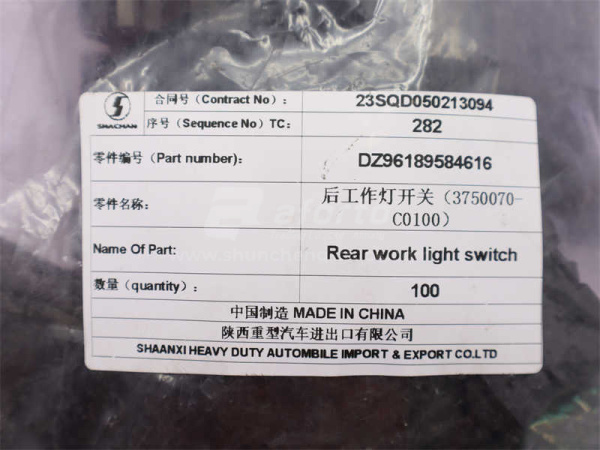 合同号（Contract No）： 23SQD050213094
SHACMAN 序号（Sequence No）TC: 282
零件编号（Part number）： DZ96189584616
零件名称： 后工作灯开关（3750070-
C0100）
Name Of Part: Rear work light switch
数量（quantity）： 100
中国制造 MADE IN CHINA
陕西重型汽车进出口有限公司
SHAANXI HEAVY DUTY AUTOMBILE IMPORT & EXPORT CO.LTD